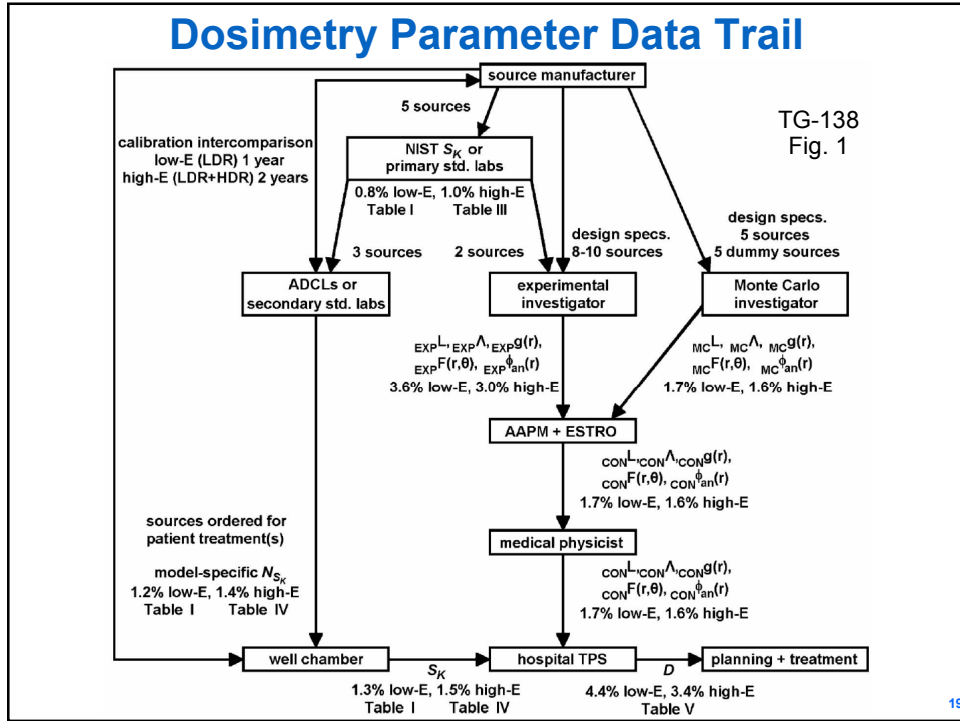 Dosimetry Parameter Data Trail
source manufacturer
5 sources
TG-138
Fig. 1
calibration intercomparison
low-E (LDR) 1 year
high-E (LDR+HDR) 2 years
NIST S_K or
primary std. labs
0.8% low-E, 1.0% high-E
Table I Table III
3 sources
2 sources
design specs.
8-10 sources
design specs.
5 sources
5 dummy sources
ADCLs or
secondary std. labs
experimental
investigator
Monte Carlo
investigator
EXPL, EXPΛ, EXPg(r),
EXPF(r,θ), EXPϕan(r)
3.6% low-E, 3.0% high-E
MCL, MCΛ, MCg(r),
MCF(r,θ), MCϕan(r)
1.7% low-E, 1.6% high-E
AAPM + ESTRO
CONL, CONΛ, CONg(r),
CONF(r,θ), CONϕan(r)
1.7% low-E, 1.6% high-E
sources ordered for
patient treatment(s)
medical physicist
model-specific N_S_K
1.2% low-E, 1.4% high-E
Table I Table IV
CONL, CONΛ, CONg(r),
CONF(r,θ), CONϕan(r)
1.7% low-E, 1.6% high-E
well chamber
S_K
hospital TPS
D
planning + treatment
1.3% low-E, 1.5% high-E
Table I Table IV
4.4% low-E, 3.4% high-E
Table V
19